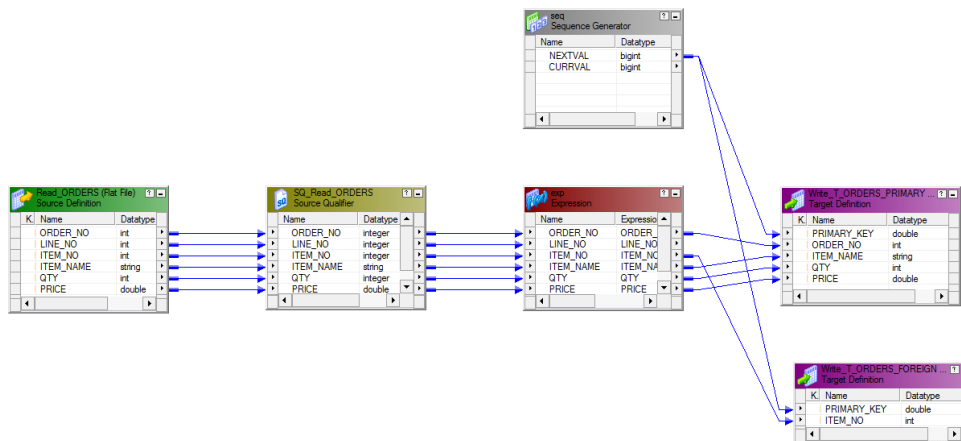 seq
Sequence Generator
Name Datatype
NEXTVAL bigint
CURRVAL bigint
Read_ORDERS (Flat File)
Source Definition
K. Name Datatype
ORDER_NO int
LINE_NO int
ITEM_NO int
ITEM_NAME string
QTY int
PRICE double
SQ_Read_ORDERS
Source Qualifier
Name Datatype
ORDER_NO integer
LINE_NO integer
ITEM_NO integer
ITEM_NAME string
QTY integer
PRICE double
exp
Expression
Name Expressio
ORDER_NO ORDER_
LINE_NO LINE_NO
ITEM_NO ITEM_NO
ITEM_NAME ITEM_NA
QTY QTY
PRICE PRICE
Write_T_ORDERS_PRIMARY ...
Target Definition
K. Name Datatype
PRIMARY_KEY double
ORDER_NO int
ITEM_NAME string
QTY int
PRICE double
Write_T_ORDERS_FOREIGN ...
Target Definition
K. Name Datatype
PRIMARY_KEY double
ITEM_NO int